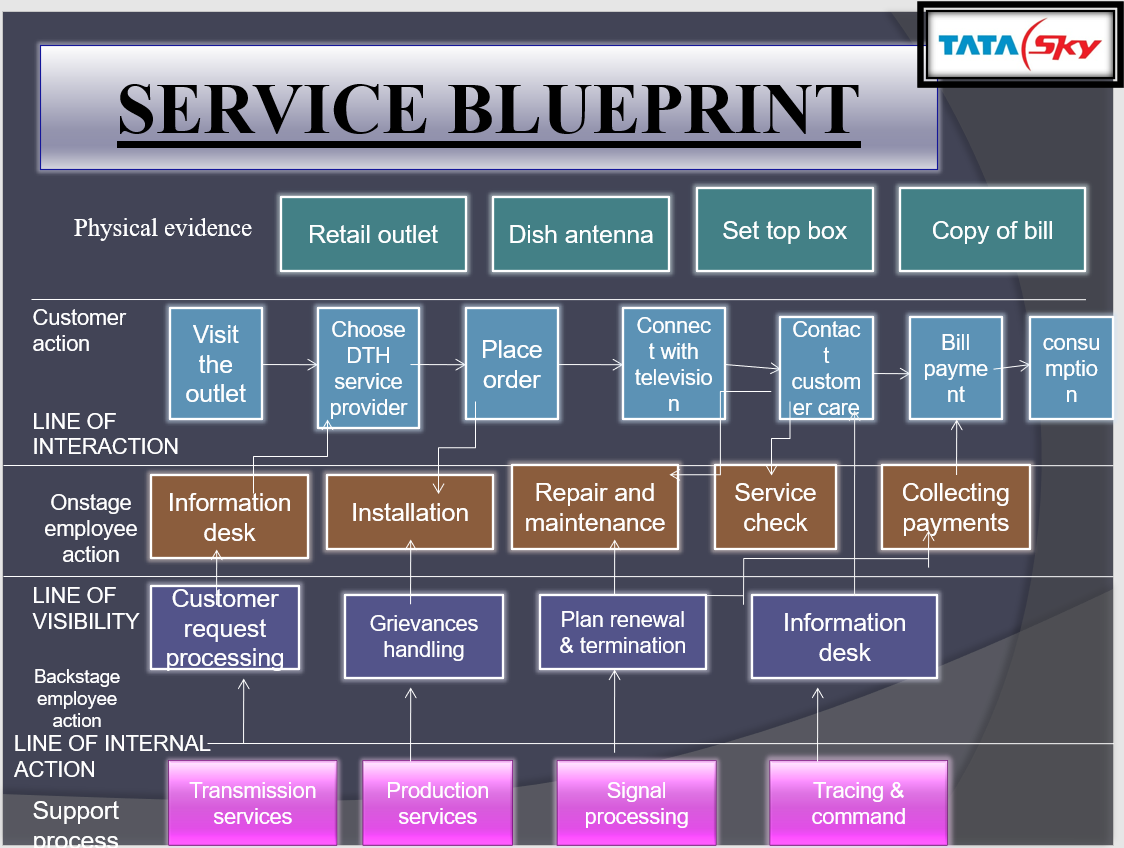 TATA Sky
SERVICE BLUEPRINT
Physical evidence
Retail outlet
Dish antenna
Set top box
Copy of bill
Customer
action
Visit
the
outlet
Choose
DTH
service
provider
Place
order
Connec
t with
televisio
n
Contac
t
custom
er care
Bill
payme
nt
consu
mptio
n
LINE OF
INTERACTION
Onstage
employee
action
Information
desk
Installation
Repair and
maintenance
Service
check
Collecting
payments
LINE OF
VISIBILITY
Customer
request
processing
Grievances
handling
Plan renewal
& termination
Information
desk
Backstage
employee
action
LINE OF INTERNAL
ACTION
Support
process
Transmission
services
Production
services
Signal
processing
Tracing &
command